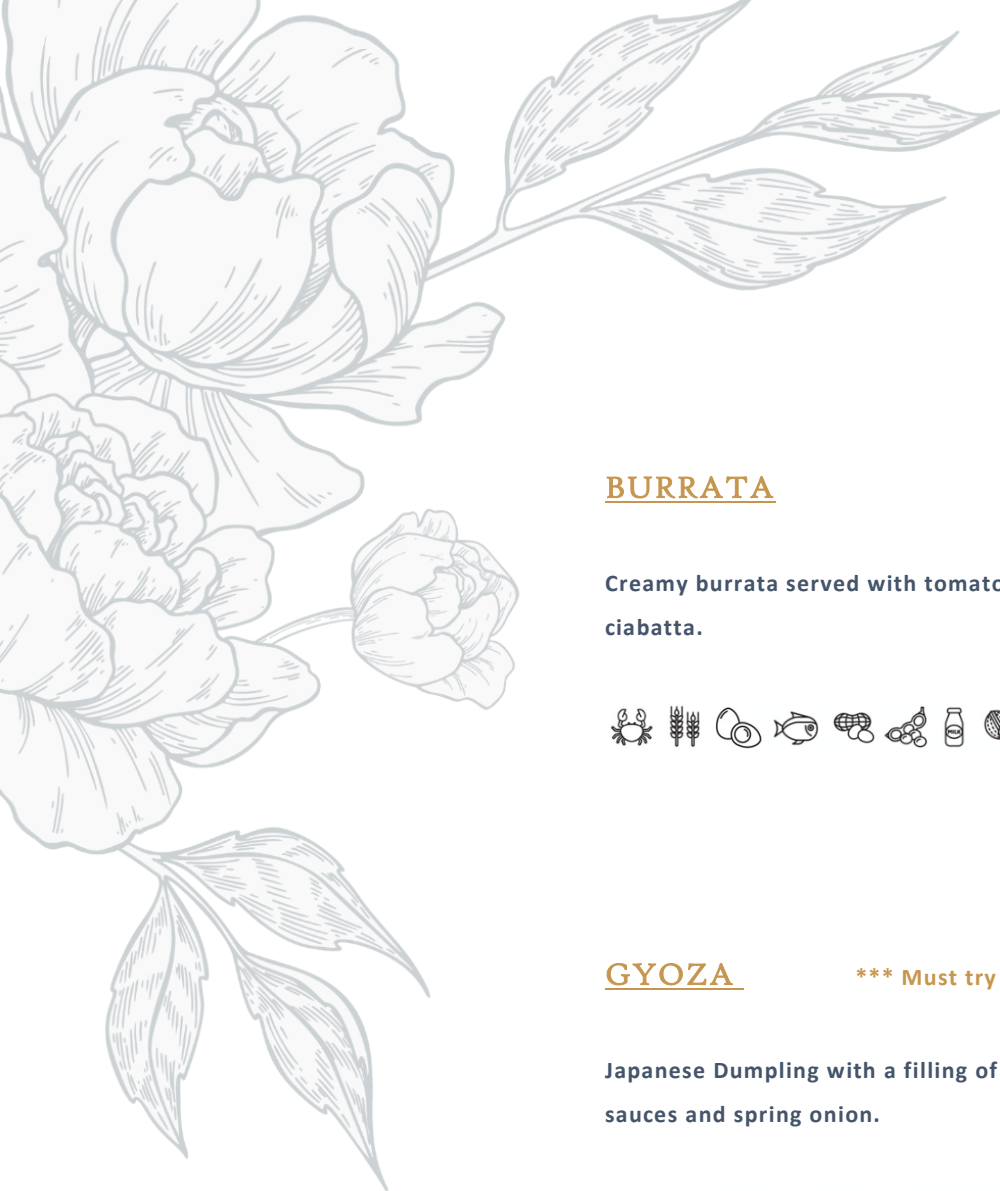 BURRATA
Creamy burrata served with tomato
ciabatta.
MILK
GYOZA *** Must try
Japanese Dumpling with a filling of
sauces and spring onion.